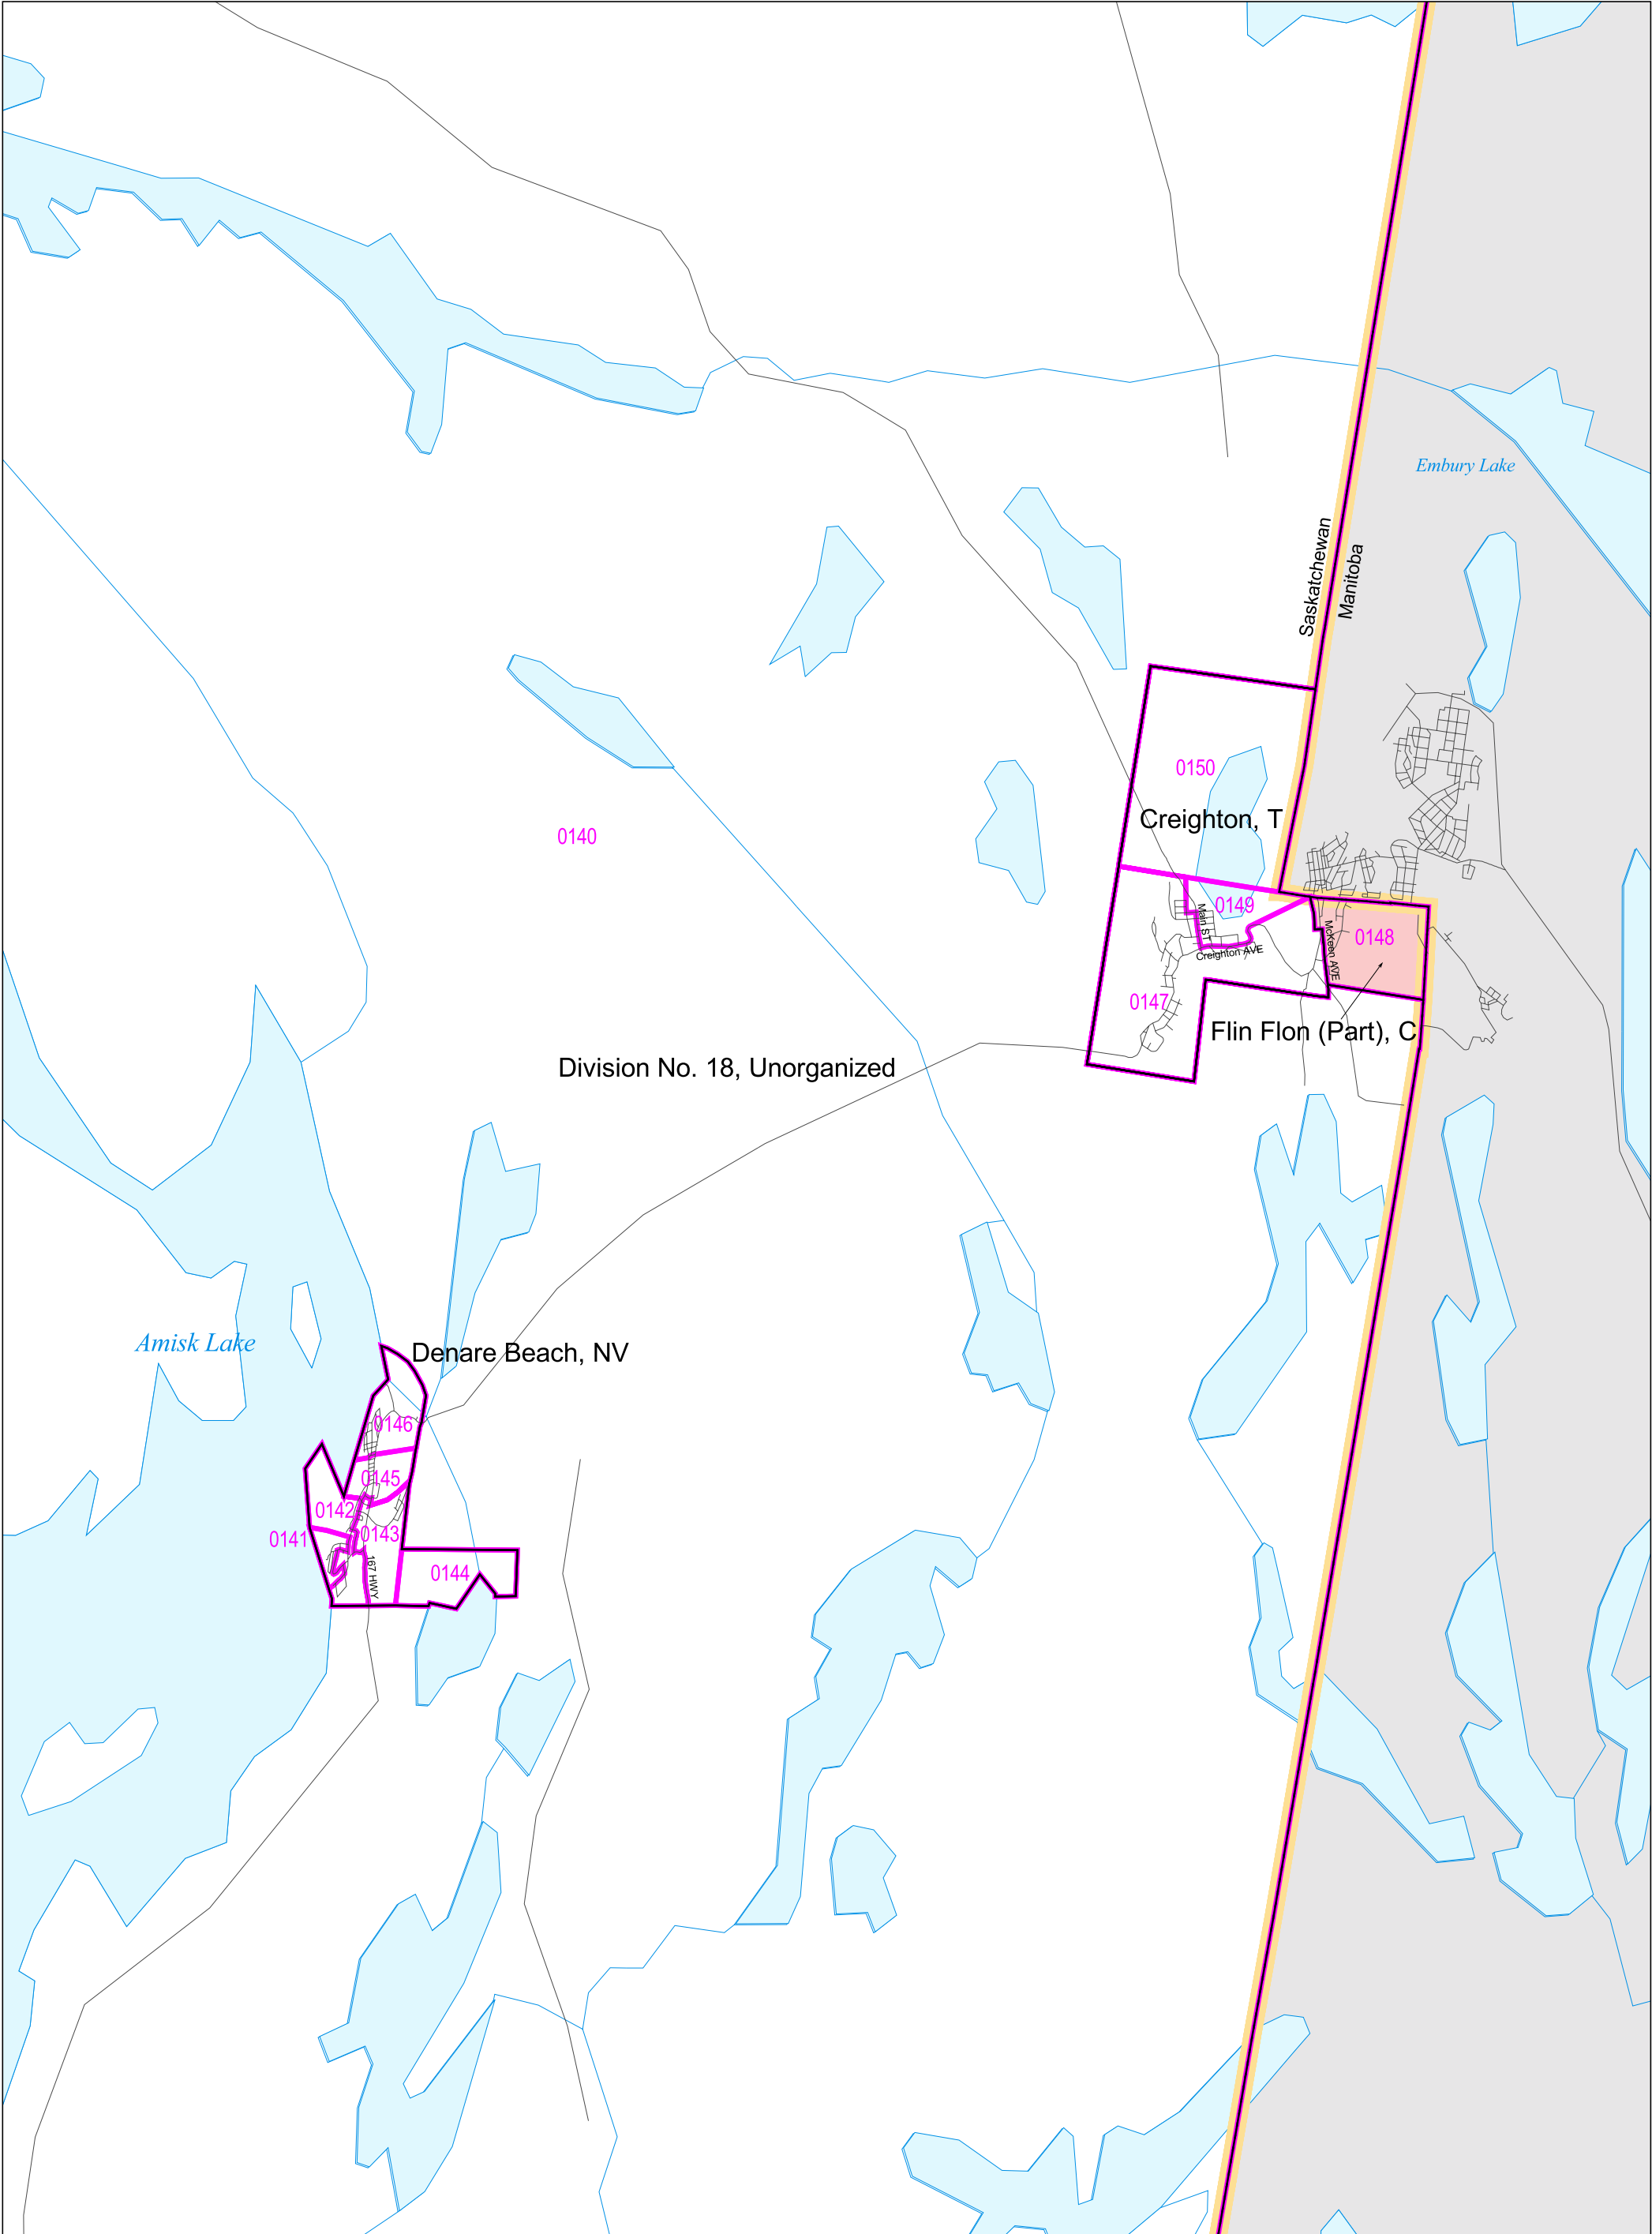 Embury Lake
Saskatchewan
Manitoba
0150
Creighton, T
0140
0149
Main ST
McKeen AVE
0148
Creighton AVE
0147
Flin Flon (Part), C
Division No. 18, Unorganized
Amisk Lake
Denare Beach, NV
0146
0145
0142
0143
0141
167 HWY
0144